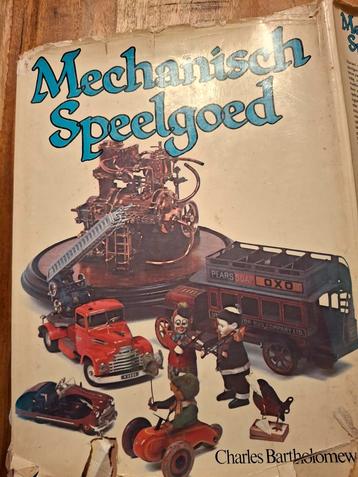 Mechanisch
Speelgoed
PEARS SOAP OXO
Charles Bartholomew